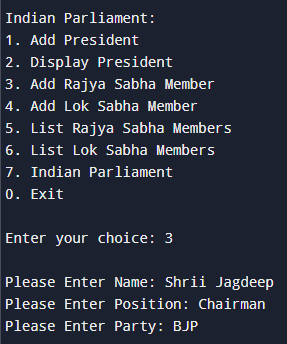 Indian Parliament:
1. Add President
2. Display President
3. Add Rajya Sabha Member
4. Add Lok Sabha Member
5. List Rajya Sabha Members
6. List Lok Sabha Members
7. Indian Parliament
0. Exit
Enter your choice: 3
Please Enter Name: Shrii Jagdeep
Please Enter Position: Chairman
Please Enter Party: BJP